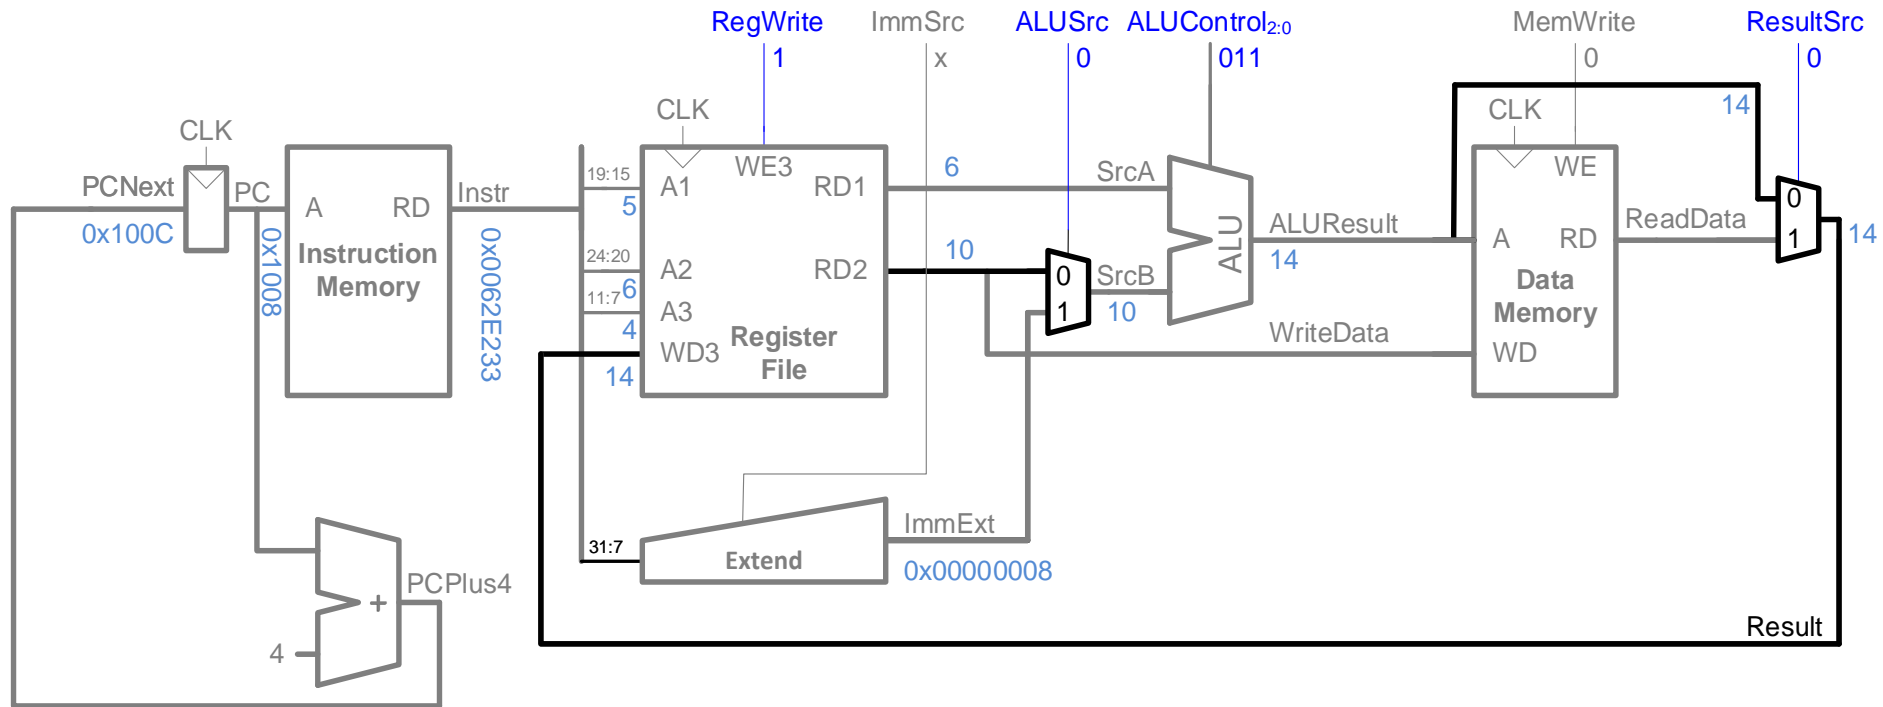 RegWrite
ImmSrc
ALUSrc
ALUControl2:0
MemWrite
ResultSrc
1
x
0
011
0
0
CLK
CLK
CLK
14
PCNext
PC
A
RD
Instr
Instruction
Memory
0x100C
0x1008
0x00062E233
19:15
5
24:20
6
11:7
4
14
A1
A2
A3
WD3
WE3
RD1
RD2
Register
File
6
10
SrcA
0
1
SrcB
10
ALU
ALUResult
14
WriteData
WE
A
RD
Data
Memory
WD
ReadData
0
1
14
31:7
Extend
ImmExt
0x00000008
PCPlus4
+
4
Result